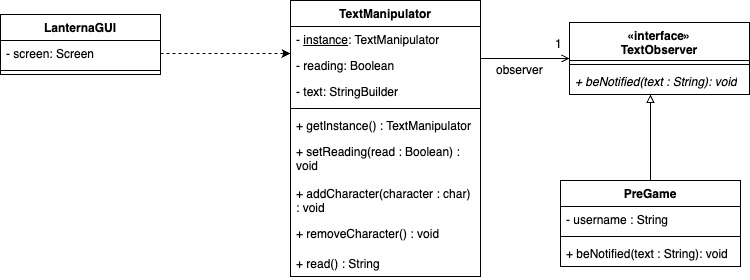 LanternaGUI
- screen: Screen
TextManipulator
- instance: TextManipulator
- reading: Boolean
- text: StringBuilder
+ getInstance() : TextManipulator
+ setReading(read : Boolean) :
void
+ addCharacter(character : char)
: void
+ removeCharacter() : void
+ read() : String
1
observer
«interface»
TextObserver
+ beNotified(text : String): void
PreGame
- username : String
+ beNotified(text : String): void